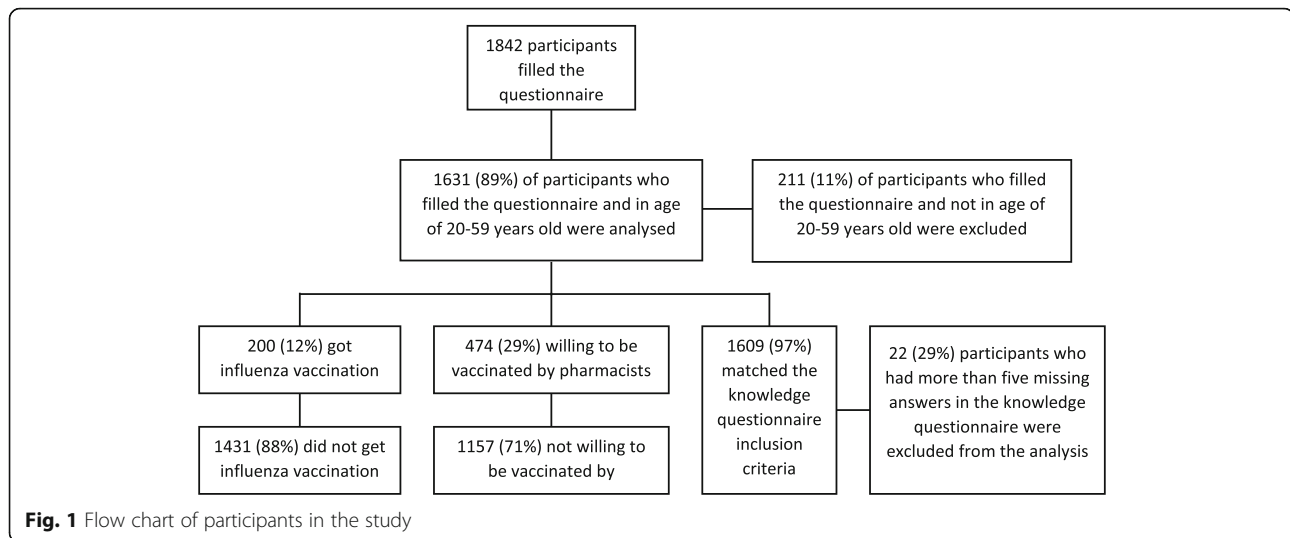 1842 participants
filled the
questionnaire
1631 (89%) of participants who
filled the questionnaire and in age
of 20-59 years old were analysed
211 (11%) of participants who filled
the questionnaire and not in age of
20-59 years old were excluded
200 (12%) got
influenza vaccination
474 (29%) willing to be
vaccinated by pharmacists
1609 (97%)
matched the
knowledge
questionnaire
inclusion
criteria
22 (29%) participants who
had more than five missing
answers in the knowledge
questionnaire were
excluded from the analysis
1431 (88%) did not get
influenza vaccination
1157 (71%) not willing to
be vaccinated by
Fig. 1 Flow chart of participants in the study